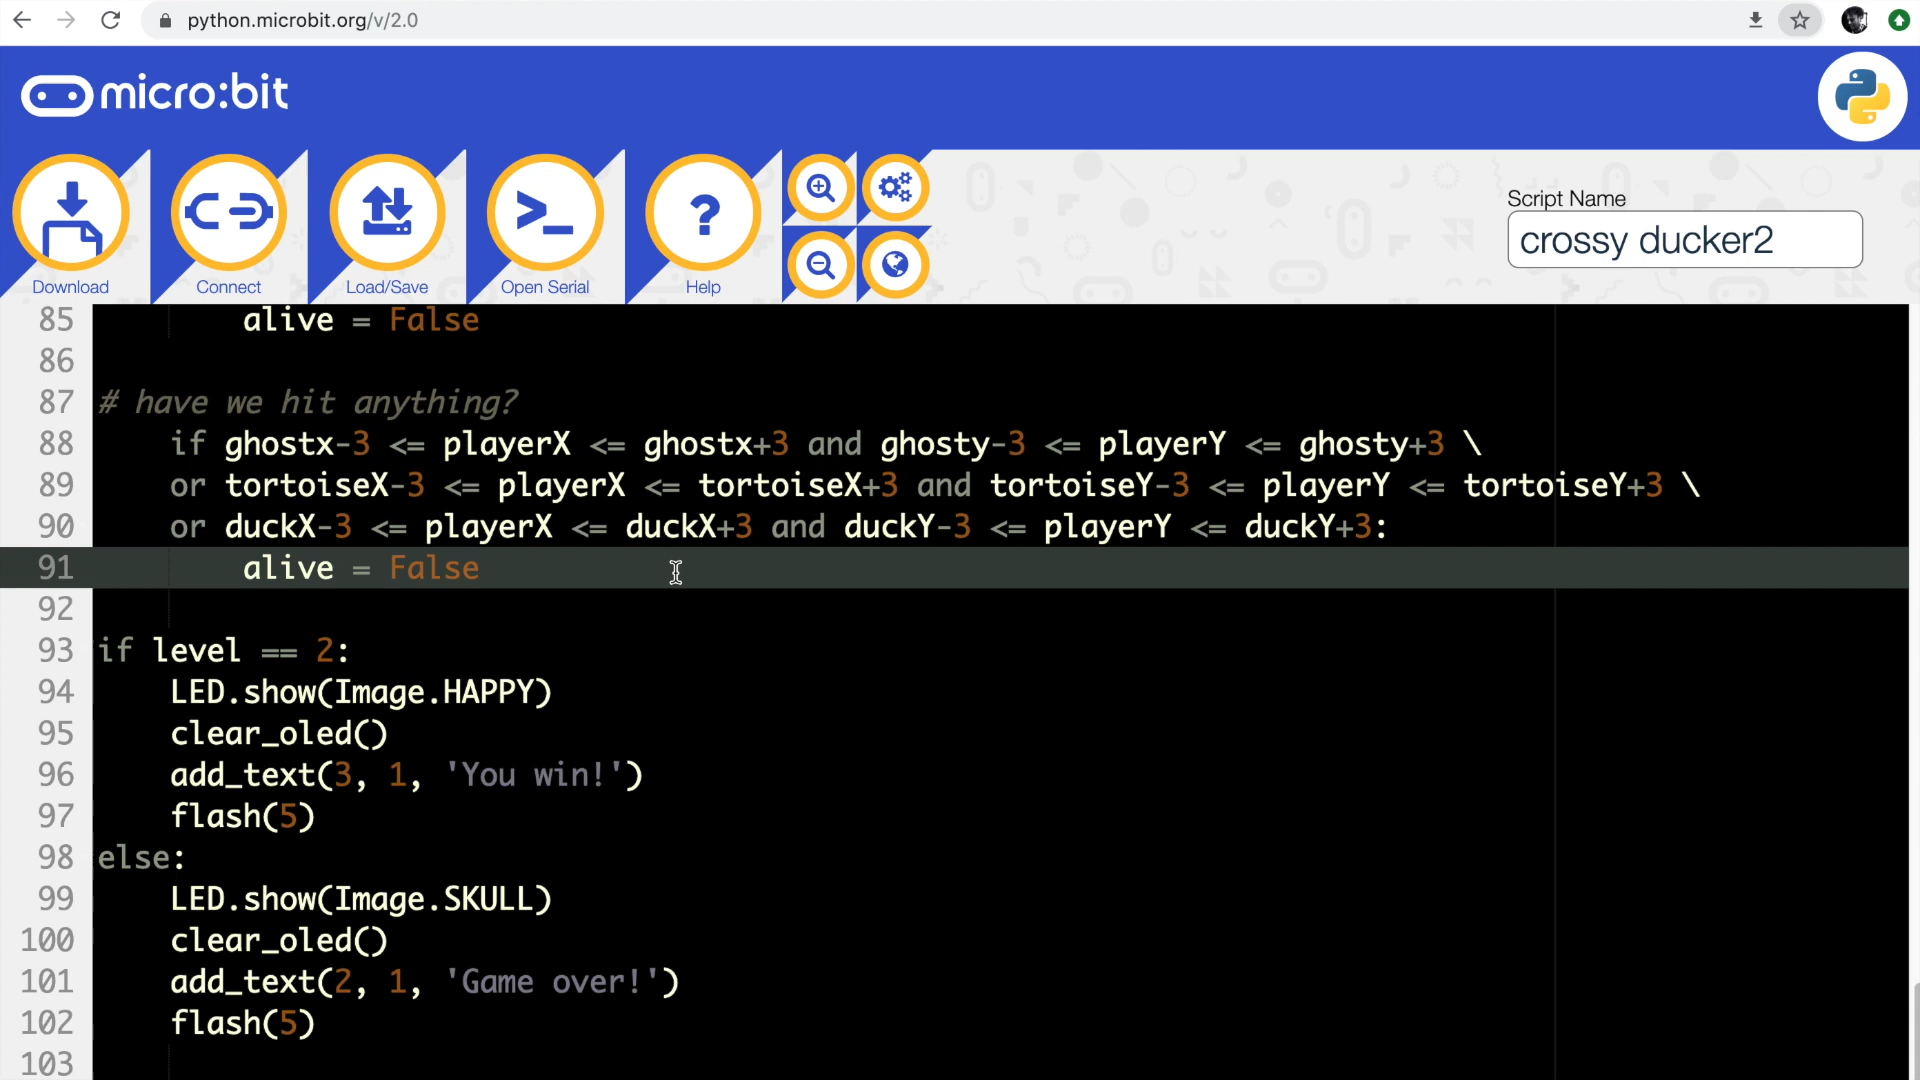 python.microbit.org/v/2.0
micro:bit
Download
Connect
Load/Save
>_
Open Serial
?
Help
Script Name
crossy ducker2
85 alive = False
86
87 # have we hit anything?
88 if ghostx-3 <= playerX <= ghostx+3 and ghosty-3 <= playerY <= ghosty+3 \
89 or tortoiseX-3 <= playerX <= tortoiseX+3 and tortoiseY-3 <= playerY <= tortoiseY+3 \
90 or duckX-3 <= playerX <= duckX+3 and duckY-3 <= playerY <= duckY+3:
91 alive = False
92
93 if level == 2:
94 LED.show(Image.HAPPY)
95 clear_oled()
96 add_text(3, 1, 'You win!')
97 flash(5)
98 else:
99 LED.show(Image.SKULL)
100 clear_oled()
101 add_text(2, 1, 'Game over!')
102 flash(5)
103